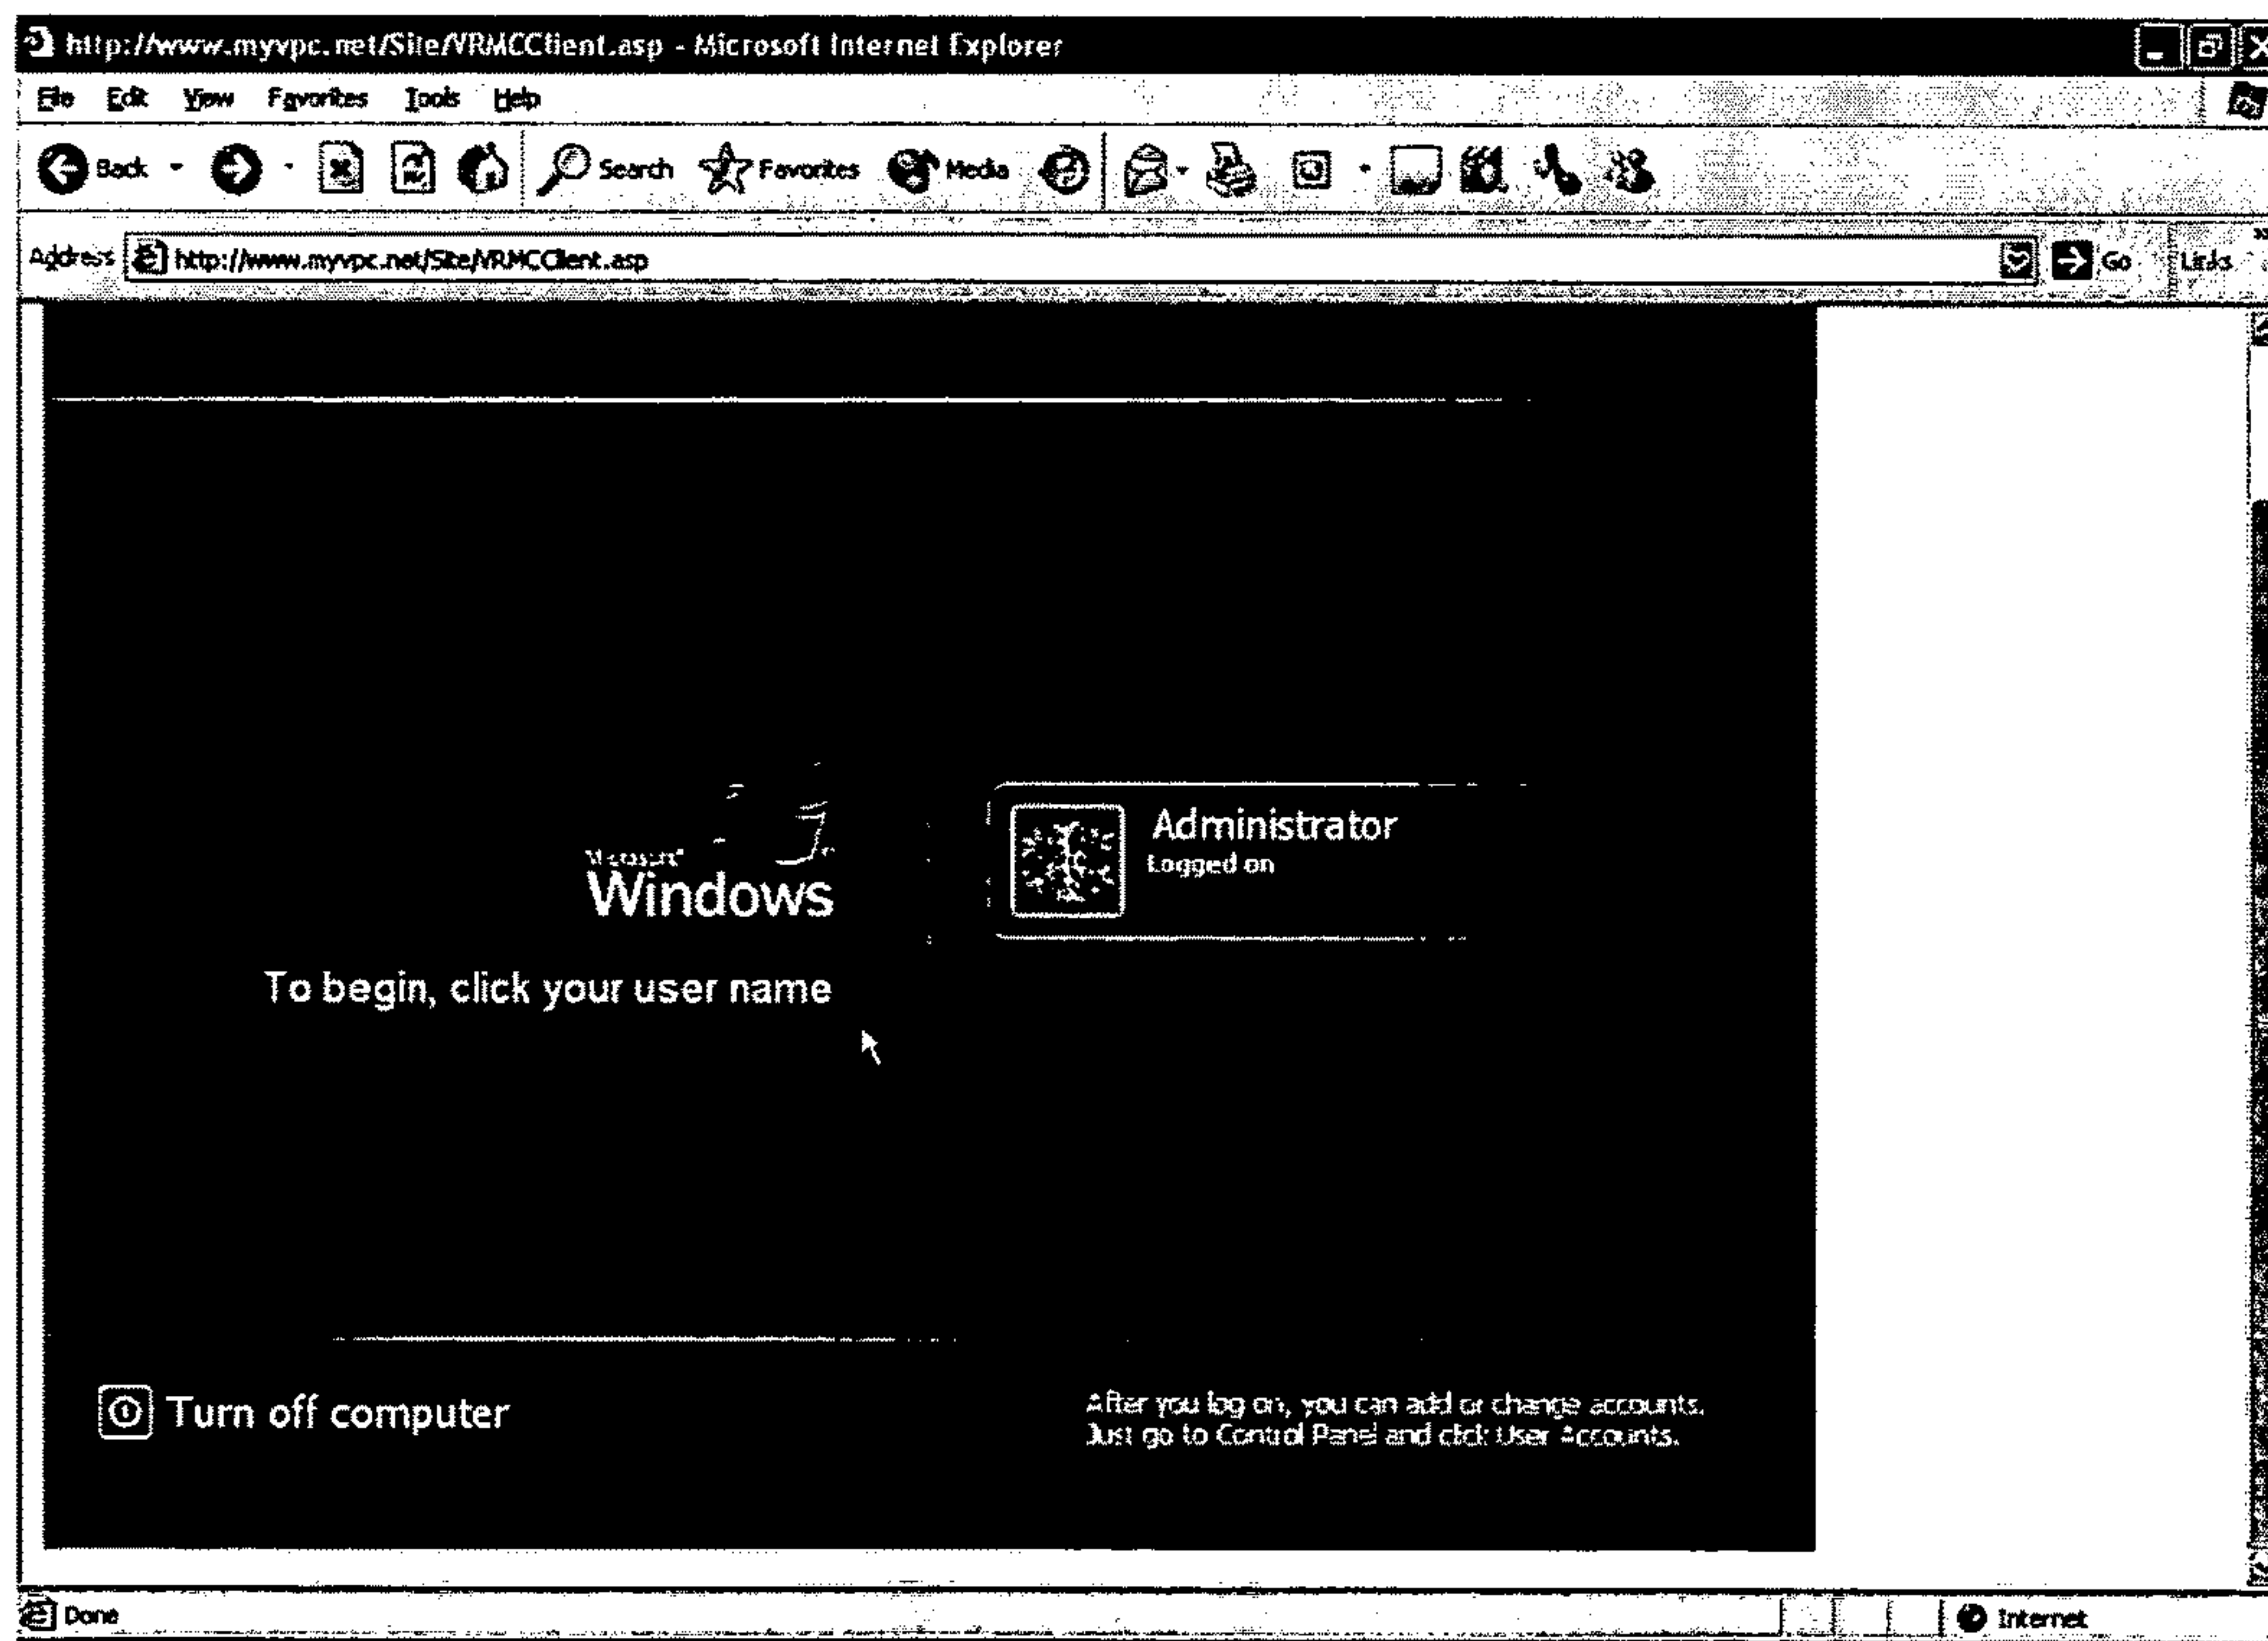 http://www.myvpc.net/Site/VRMCClient.asp - Microsoft Internet Explorer
File Edit View Favorites Tools Help
Back Search Favorites Media
Address http://www.myvpc.net/Site/VRMCClient.asp Go Links
Administrator
Logged on
Microsoft
Windows
To begin, click your user name
Turn off computer
After you log on, you can add or change accounts.
Just go to Control Panel and click User Accounts.
Done Internet